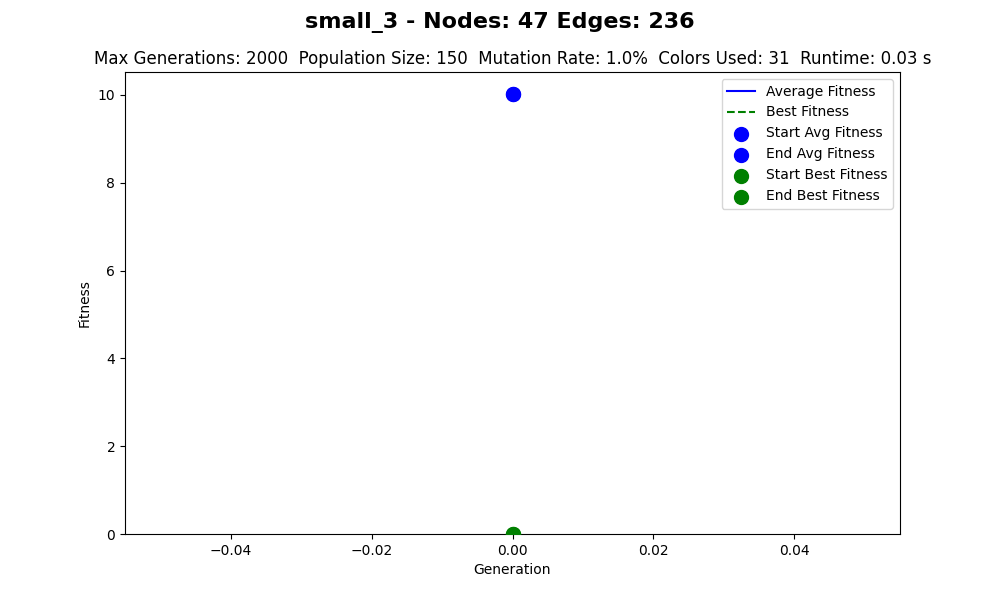 small_3 - Nodes: 47 Edges: 236
Max Generations: 2000  Population Size: 150  Mutation Rate: 1.0%  Colors Used: 31  Runtime: 0.03 s
10
8
6
4
2
0
Fitness
Average Fitness
Best Fitness
Start Avg Fitness
End Avg Fitness
Start Best Fitness
End Best Fitness
−0.04 −0.02 0.00 0.02 0.04
Generation